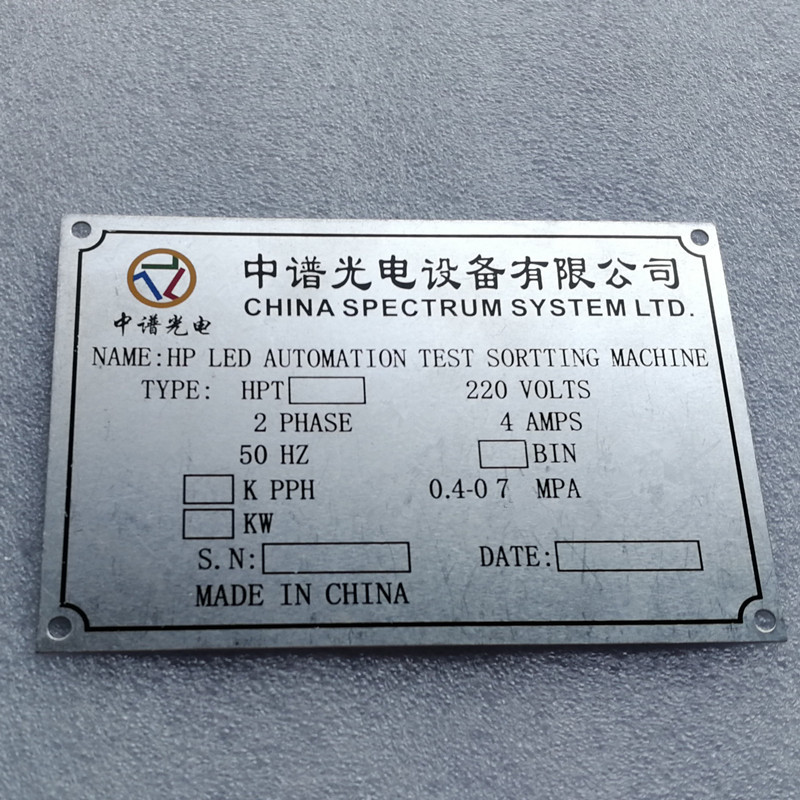 中谱光电设备有限公司
CHINA SPECTRUM SYSTEM LTD.
中谱光电
NAME:HP LED AUTOMATION TEST SORTTING MACHINE
TYPE: HPT 220 VOLTS
2 PHASE 4 AMPS
50 HZ BIN
K PPH 0.4-0 7 MPA
KW
S.N: DATE:
MADE IN CHINA